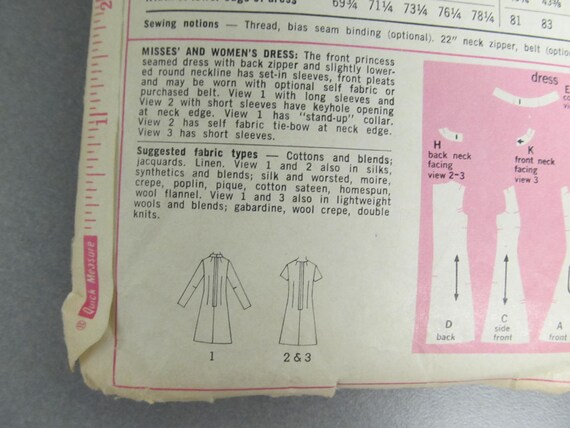 69¾ 71¼ 73¼ 76¼ 78¼
81 83
Sewing notions — Thread, bias seam binding (optional). 22" neck zipper, belt (option
MISSES' AND WOMEN'S DRESS: The front princess
seamed dress with back zipper and slightly lower-
ed round neckline has set-in sleeves, front pleats
and may be worn with optional self fabric or
purchased belt. View 1 with long sleeves and
View 2 with short sleeves have keyhole opening
at neck edge. View 1 has "stand-up" collar.
View 2 has self fabric tie-bow at neck edge.
View 3 has short sleeves.
Suggested fabric types — Cottons and blends;
jacquards. Linen. View 1 and 2 also in silks,
synthetics and blends; silk and worsted, moire,
crepe, poplin, pique, cotton sateen, homespun,
wool flannel. View 1 and 3 also in lightweight
wools and blends; gabardine, wool crepe, double
knits.
1
2 & 3
dress
E
co
vie
H
back neck
facing
view 2-3
K
front neck
facing
view 3
D
back
C
side
front
A
fron
1
2
Quick Measure